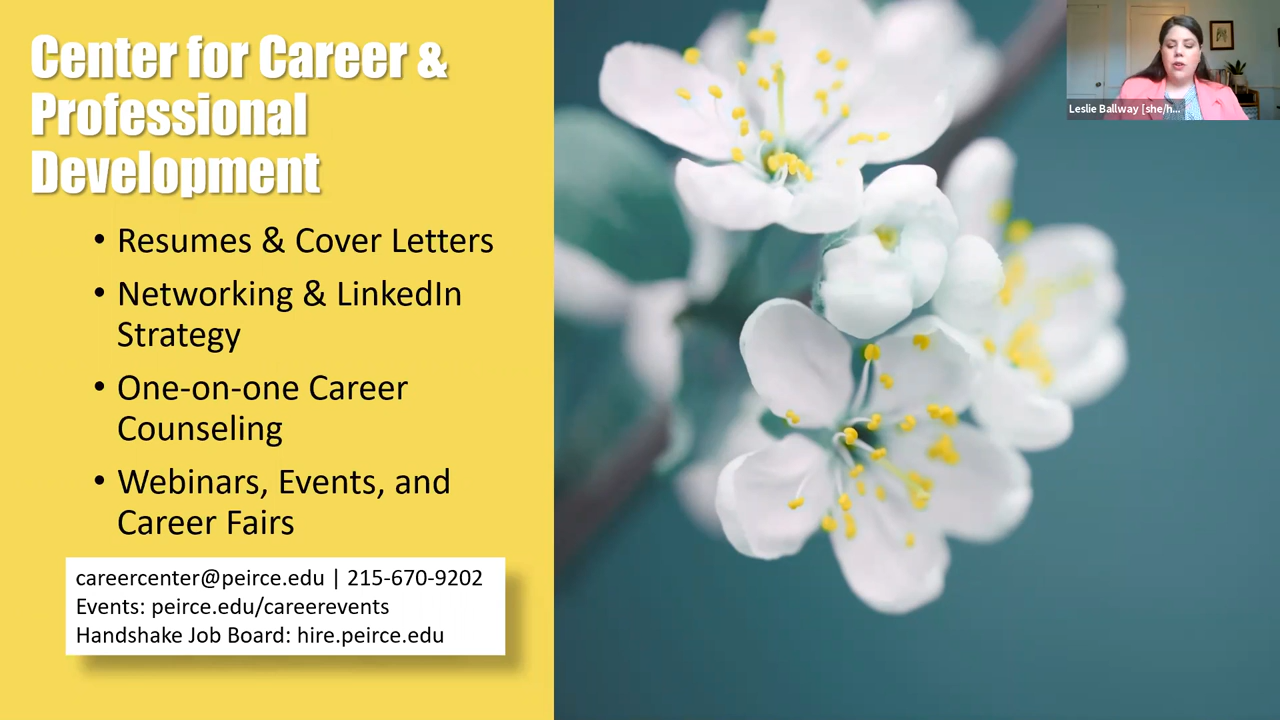 Center for Career &
Professional
Development
• Resumes & Cover Letters
• Networking & LinkedIn
Strategy
• One-on-one Career
Counseling
• Webinars, Events, and
Career Fairs
careercenter@peirce.edu | 215-670-9202
Events: peirce.edu/careerevents
Handshake Job Board: hire.peirce.edu
Leslie Ballway [she/h...